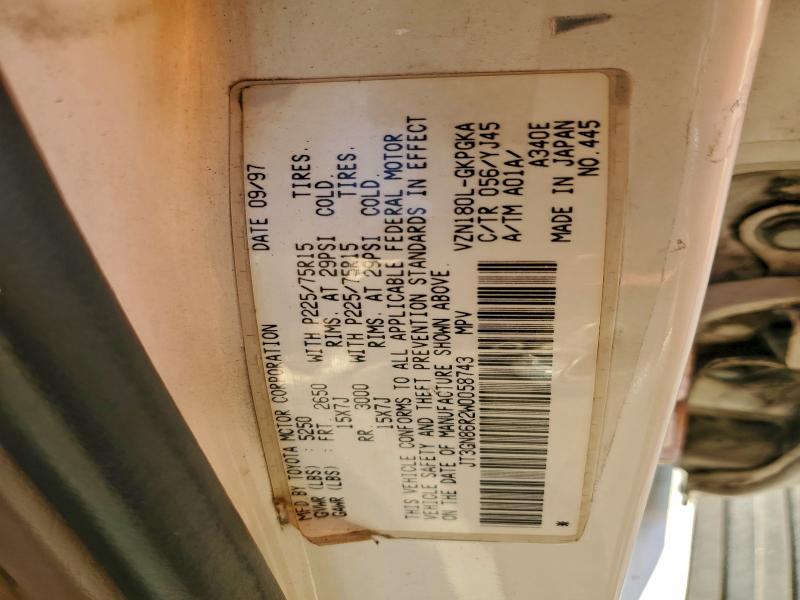 MFD BY TOYOTA MOTOR CORPORATION DATE 09/97
GVWR (LBS) : 5250
GAWR (LBS) : FRT. 2650 WITH P225/75R15 TIRES.
15X7J RIMS. AT 29PSI COLD.
RR. 3000 WITH P225/75R15 TIRES.
15X7J RIMS. AT 29PSI COLD.
THIS VEHICLE CONFORMS TO ALL APPLICABLE FEDERAL MOTOR
VEHICLE SAFETY AND THEFT PREVENTION STANDARDS IN EFFECT
ON THE DATE OF MANUFACTURE SHOWN ABOVE.
JT3GN86R2W0058743 MPV
VZN180L-GKPGKA
C/TR 056/YJ45
A/TM A01A/
A340E
MADE IN JAPAN
* NO.445